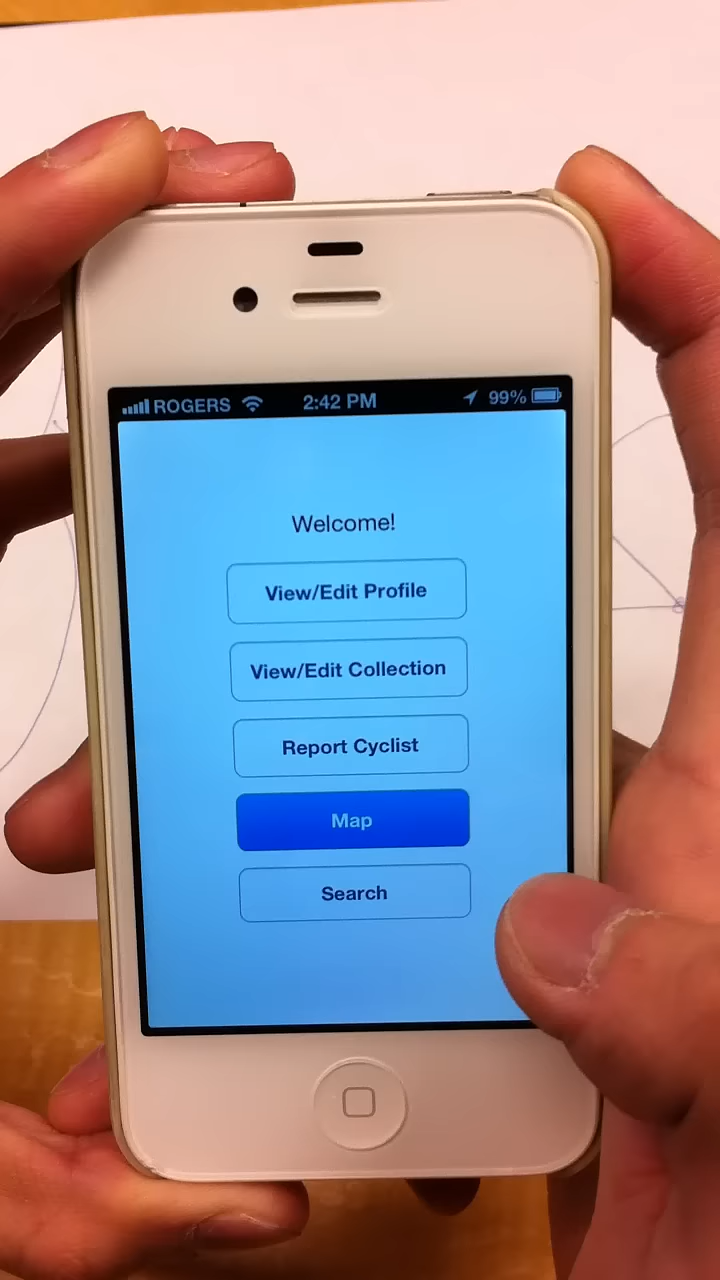 ROGERS 2:42 PM 99%
Welcome!
View/Edit Profile
View/Edit Collection
Report Cyclist
Map
Search